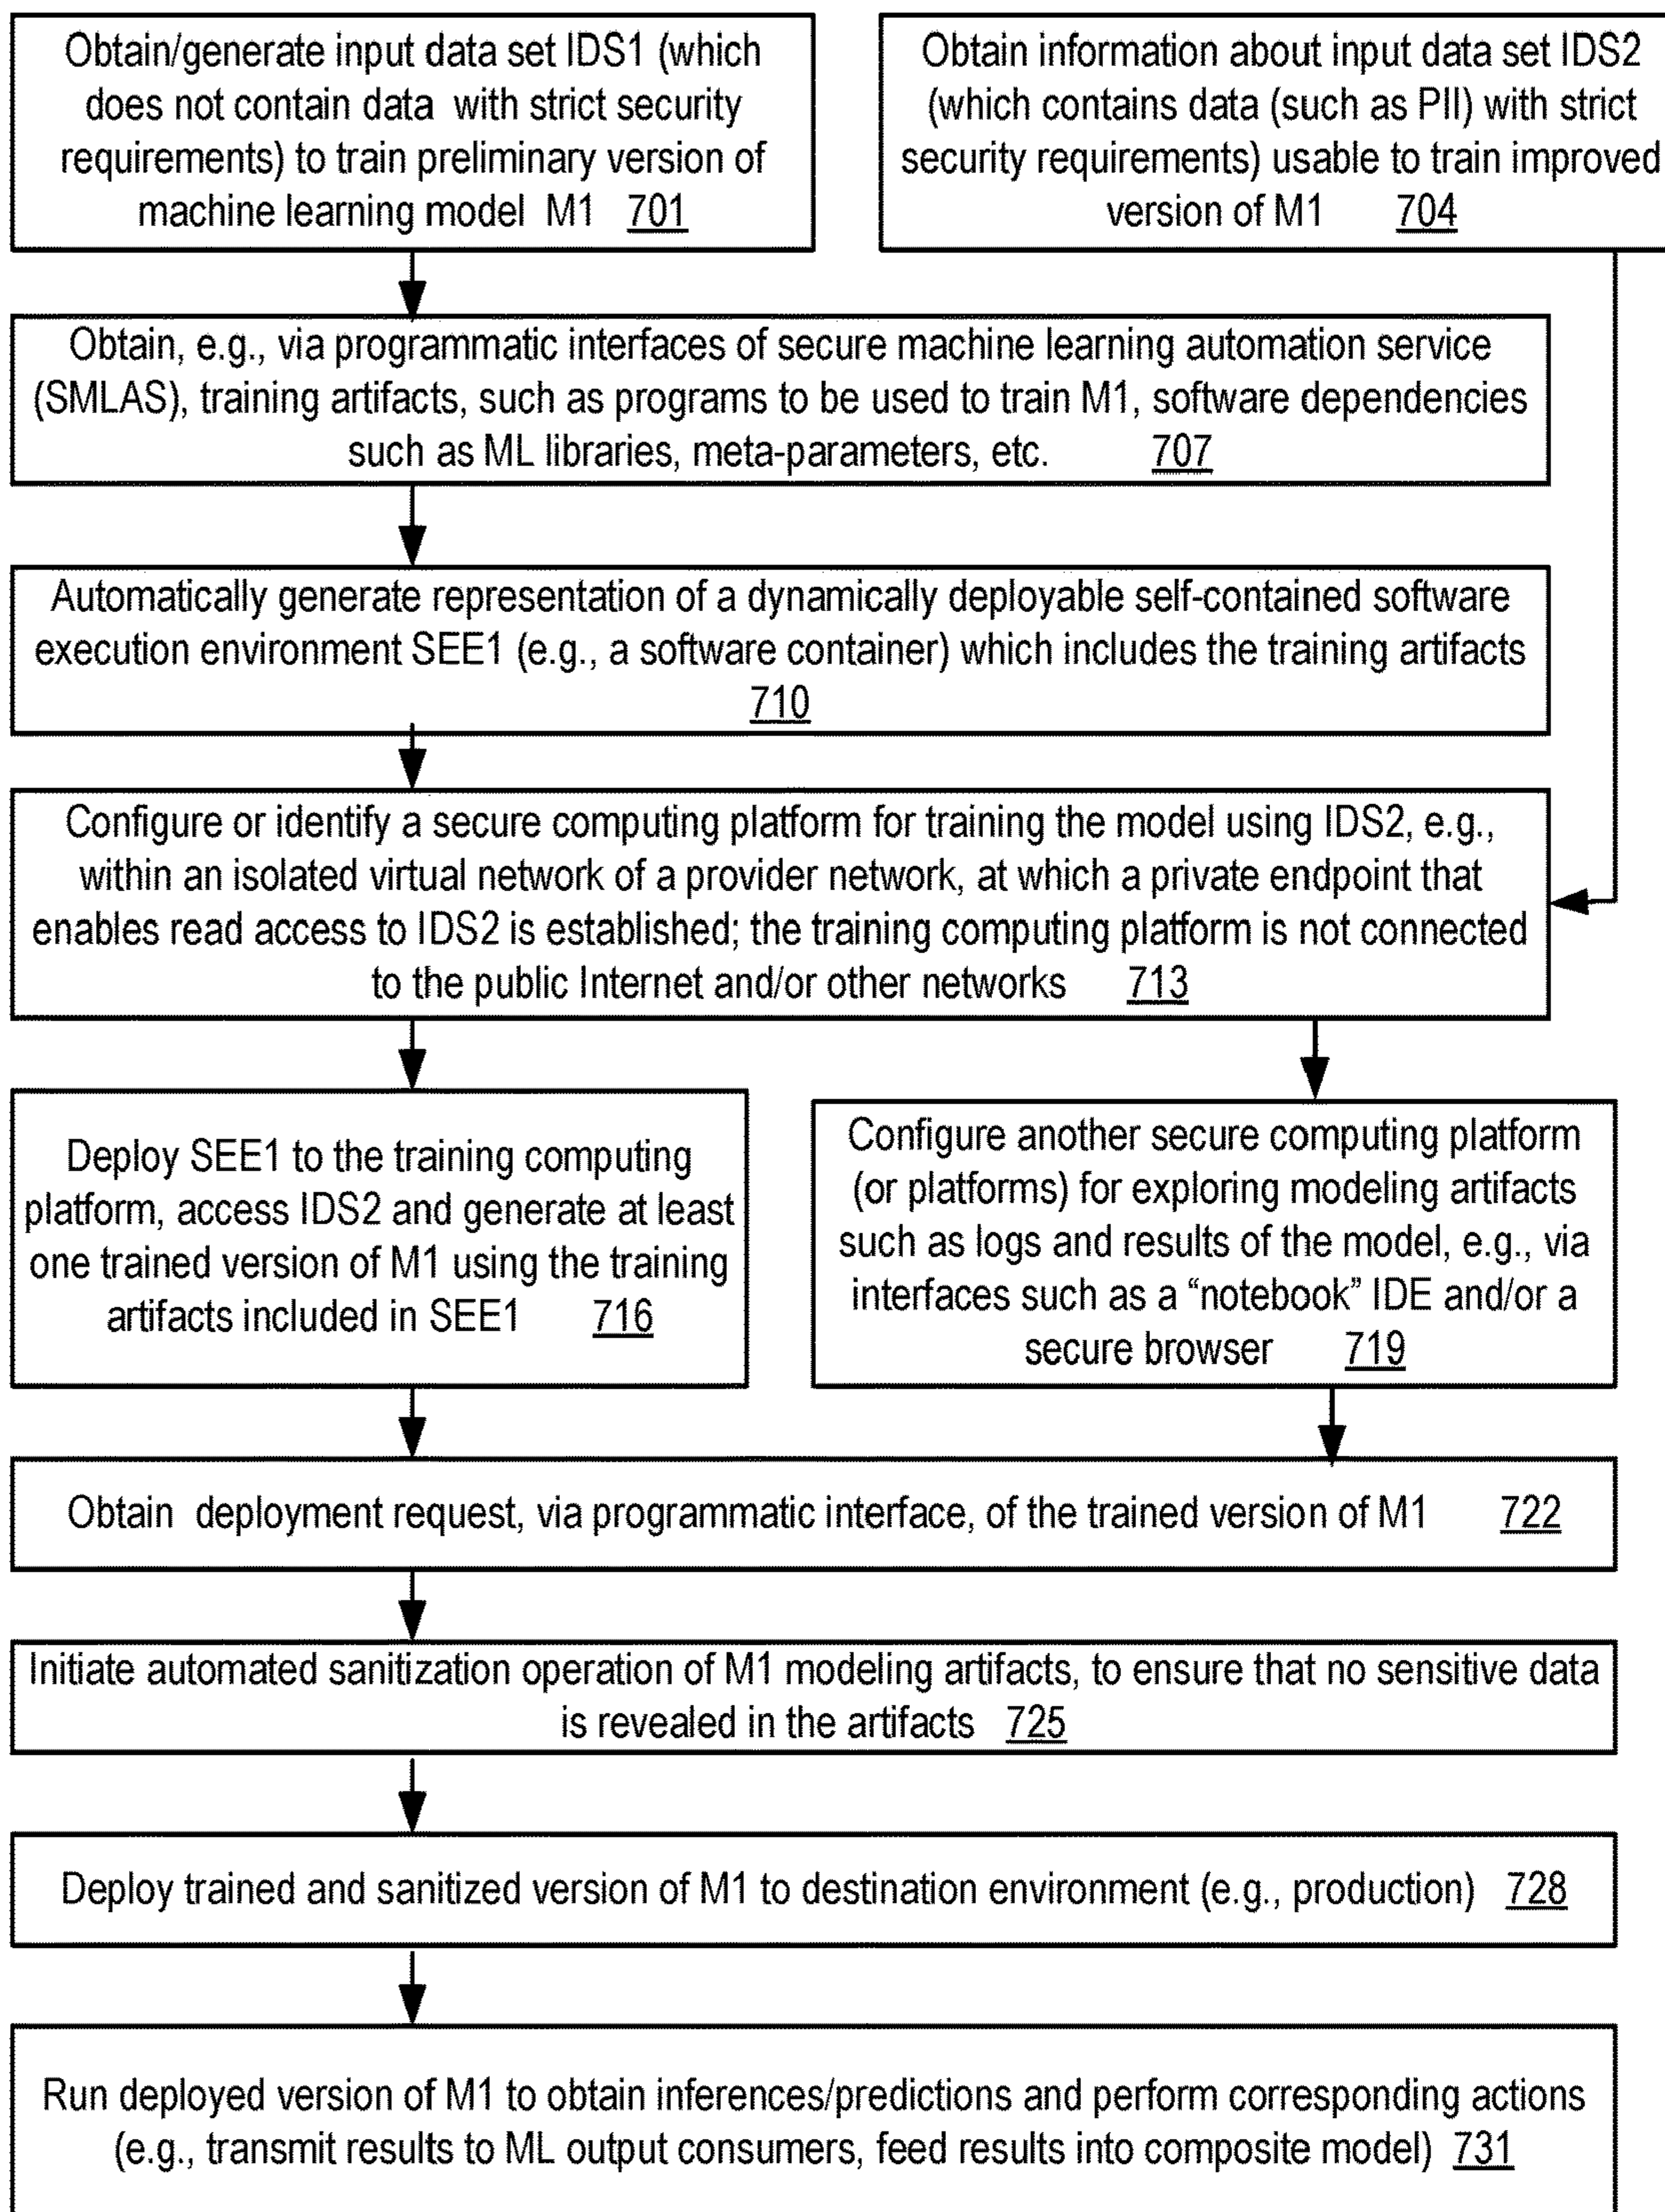 Obtain/generate input data set IDS1 (which
does not contain data with strict security
requirements) to train preliminary version of
machine learning model M1 701
Obtain information about input data set IDS2
(which contains data (such as PII) with strict
security requirements) usable to train improved
version of M1 704
Obtain, e.g., via programmatic interfaces of secure machine learning automation service
(SMLAS), training artifacts, such as programs to be used to train M1, software dependencies
such as ML libraries, meta-parameters, etc. 707
Automatically generate representation of a dynamically deployable self-contained software
execution environment SEE1 (e.g., a software container) which includes the training artifacts
710
Configure or identify a secure computing platform for training the model using IDS2, e.g.,
within an isolated virtual network of a provider network, at which a private endpoint that
enables read access to IDS2 is established; the training computing platform is not connected
to the public Internet and/or other networks 713
Deploy SEE1 to the training computing
platform, access IDS2 and generate at least
one trained version of M1 using the training
artifacts included in SEE1 716
Configure another secure computing platform
(or platforms) for exploring modeling artifacts
such as logs and results of the model, e.g., via
interfaces such as a “notebook” IDE and/or a
secure browser 719
Obtain deployment request, via programmatic interface, of the trained version of M1 722
Initiate automated sanitization operation of M1 modeling artifacts, to ensure that no sensitive data
is revealed in the artifacts 725
Deploy trained and sanitized version of M1 to destination environment (e.g., production) 728
Run deployed version of M1 to obtain inferences/predictions and perform corresponding actions
(e.g., transmit results to ML output consumers, feed results into composite model) 731